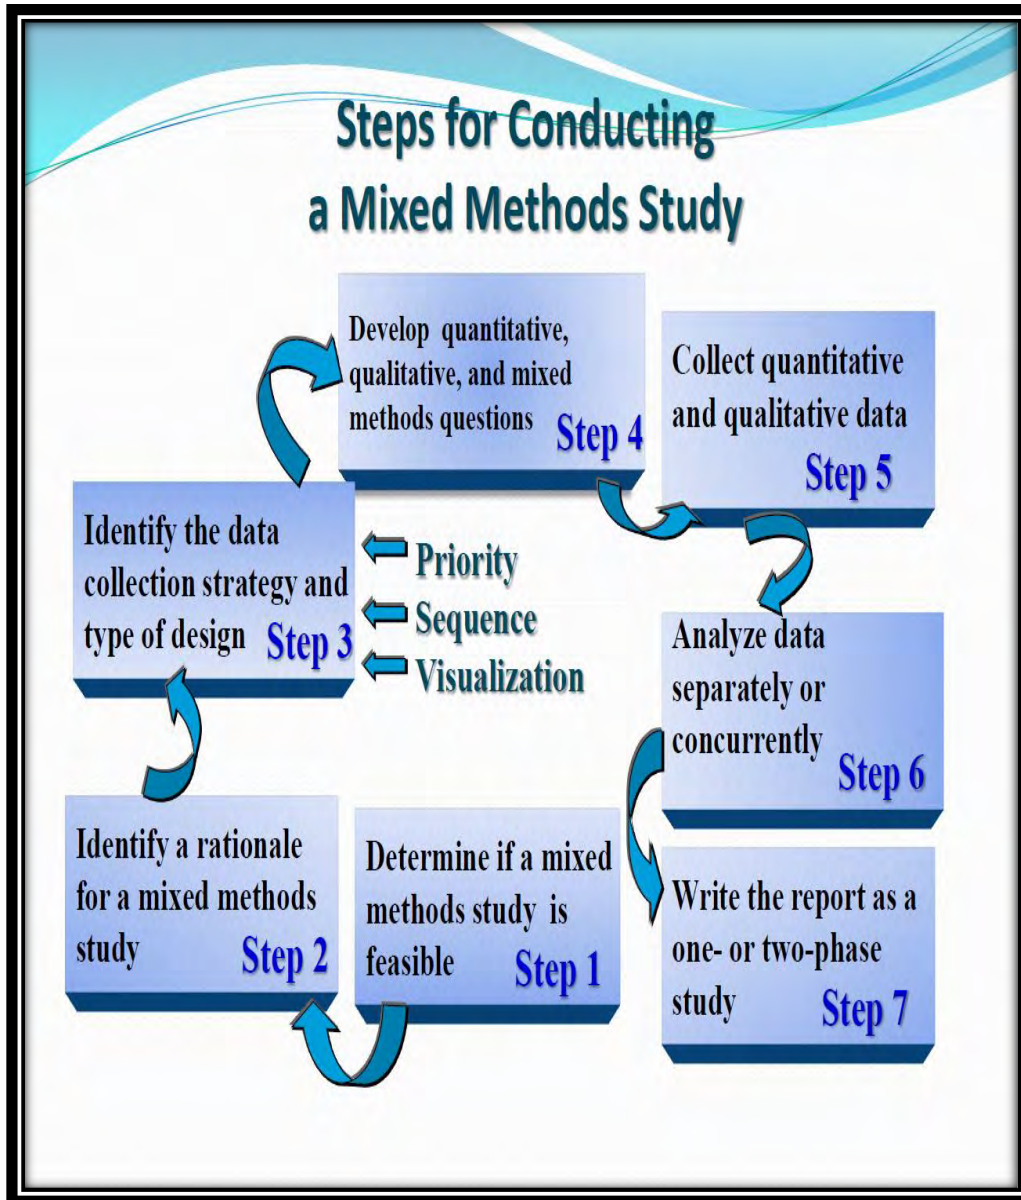 Steps for Conducting
a Mixed Methods Study
Determine if a mixed
methods study is
feasible
Step 1
Identify a rationale
for a mixed methods
study
Step 2
Identify the data
collection strategy and
type of design
Step 3
Priority
Sequence
Visualization
Develop quantitative,
qualitative, and mixed
methods questions
Step 4
Collect quantitative
and qualitative data
Step 5
Analyze data
separately or
concurrently
Step 6
Write the report as a
one- or two-phase
study
Step 7